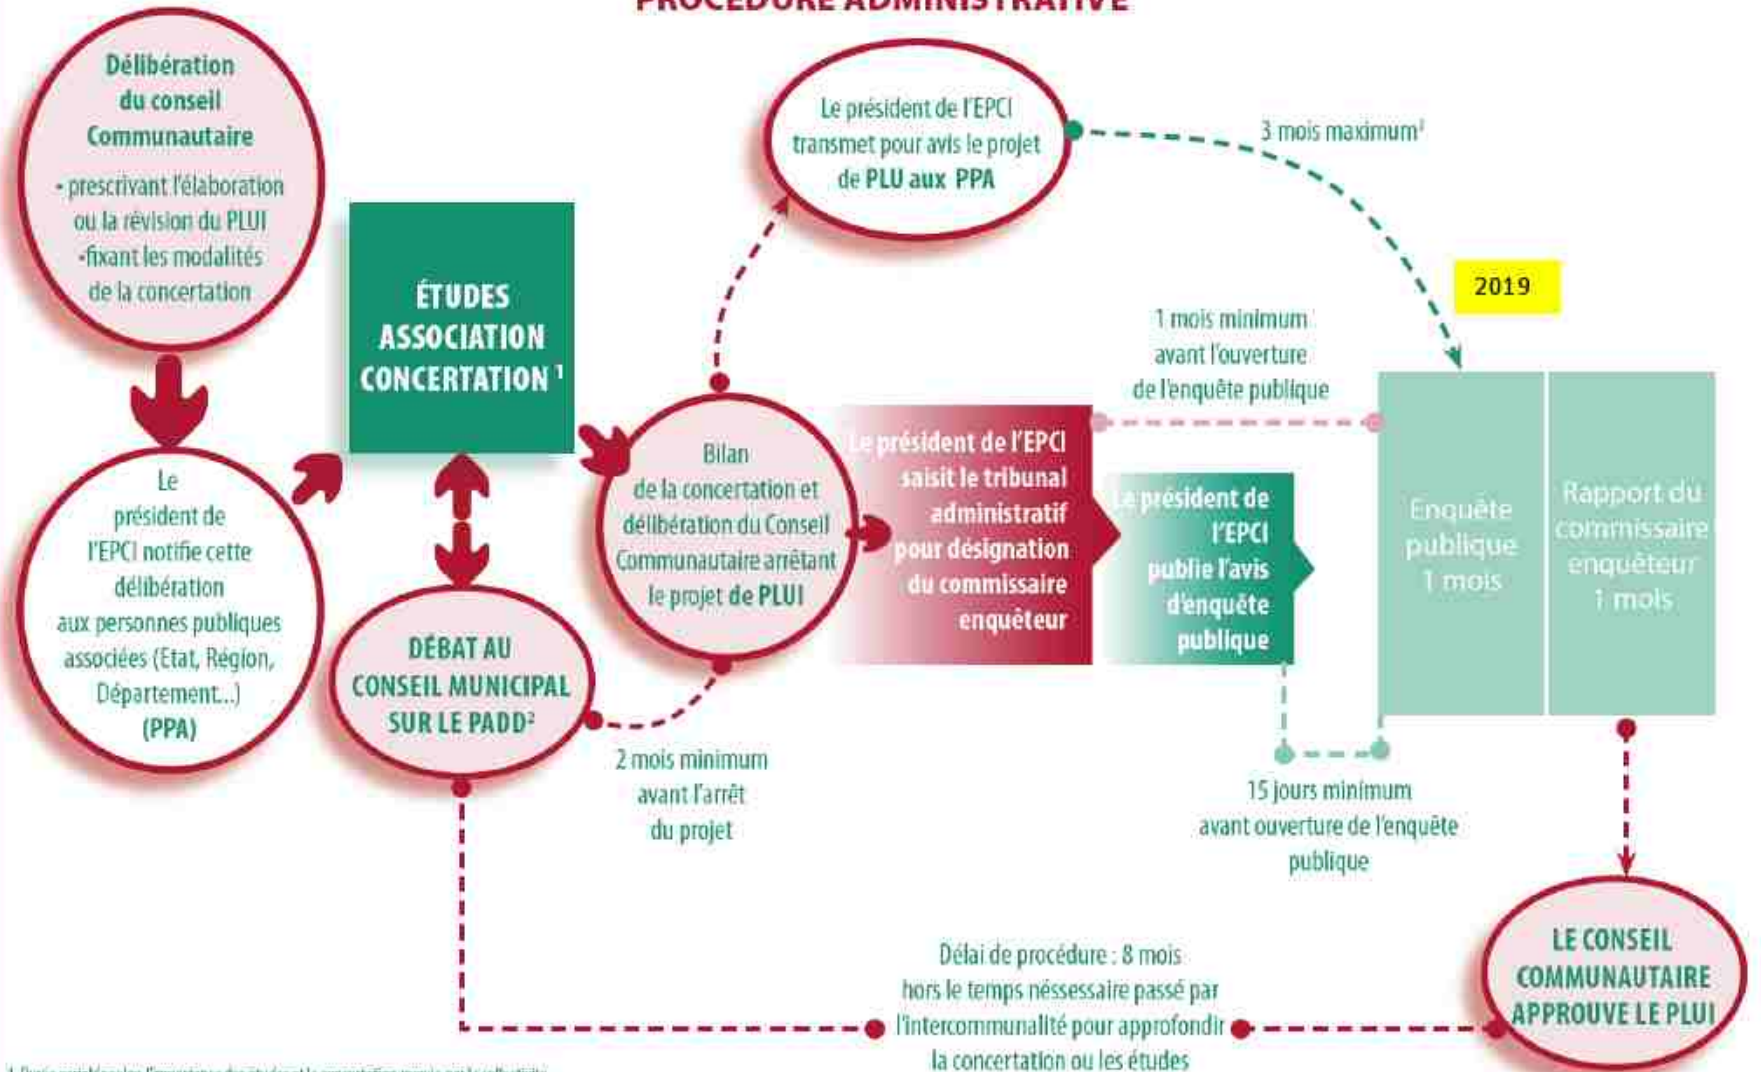 PROCÉDURE ADMINISTRATIVE
Délibération
du conseil
Communautaire
• prescrivant l'élaboration
ou la révision du PLUI
•fixant les modalités
de la concertation
Le
président de
l'EPCI notifie cette
délibération
aux personnes publiques
associées (Etat, Région,
Département...)
(PPA)
ÉTUDES
ASSOCIATION
CONCERTATION 1
DÉBAT AU
CONSEIL MUNICIPAL
SUR LE PADD²
2 mois minimum
avant l'arrêt
du projet
Bilan
de la concertation et
délibération du Conseil
Communautaire arrêtant
le projet de PLUI
Le président de l'EPCI
transmet pour avis le projet
de PLU aux PPA
3 mois maximum³
2019
1 mois minimum
avant l'ouverture
de l'enquête publique
Le président de l'EPCI
saisit le tribunal
administratif
pour désignation
du commissaire
enquêteur
Le président de
l'EPCI
publie l'avis
d'enquête
publique
15 jours minimum
avant ouverture de l'enquête
publique
Enquête
publique
1 mois
Rapport du
commissaire
enquêteur
1 mois
LE CONSEIL
COMMUNAUTAIRE
APPROUVE LE PLUI
Délai de procédure : 8 mois
hors le temps néssessaire passé par
l'intercommunalité pour approfondir
la concertation ou les études